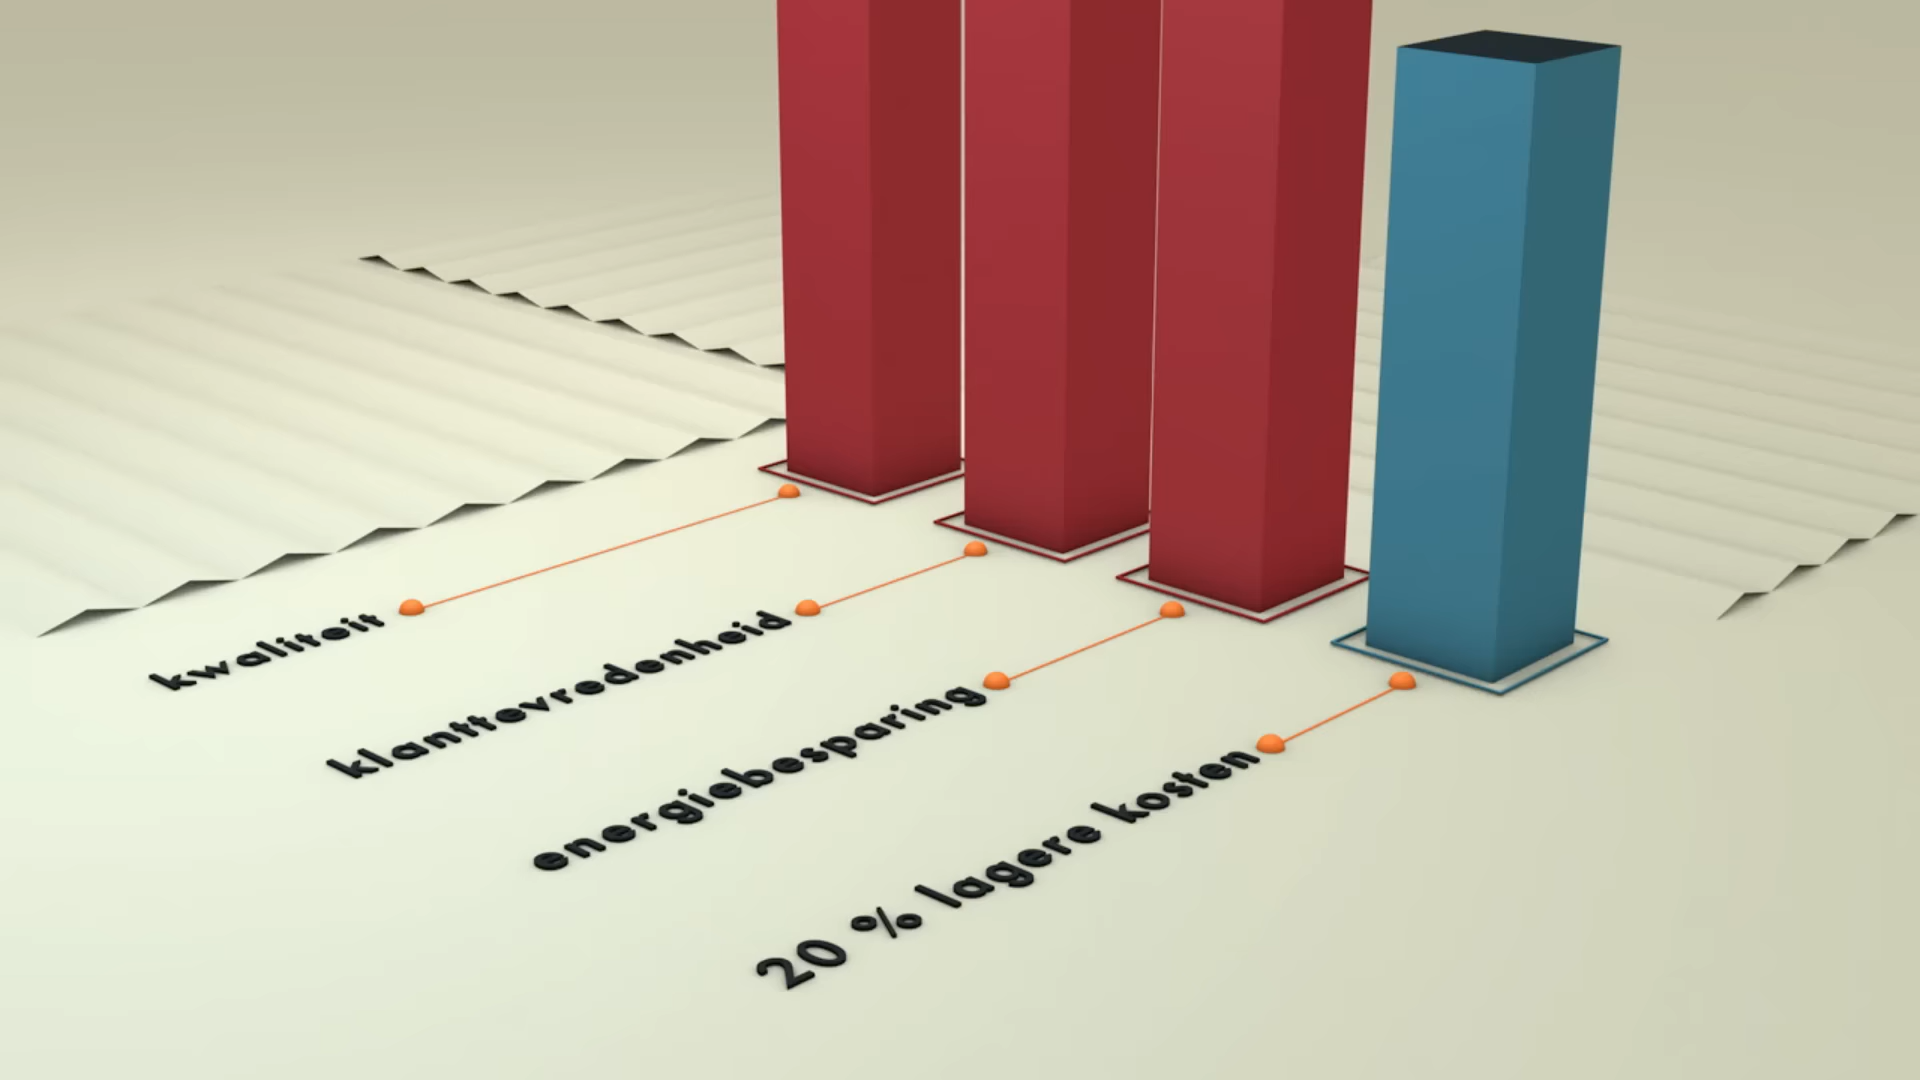 kwaliteit
klanttevredenheid
energiebesparing
20 % lagere kosten